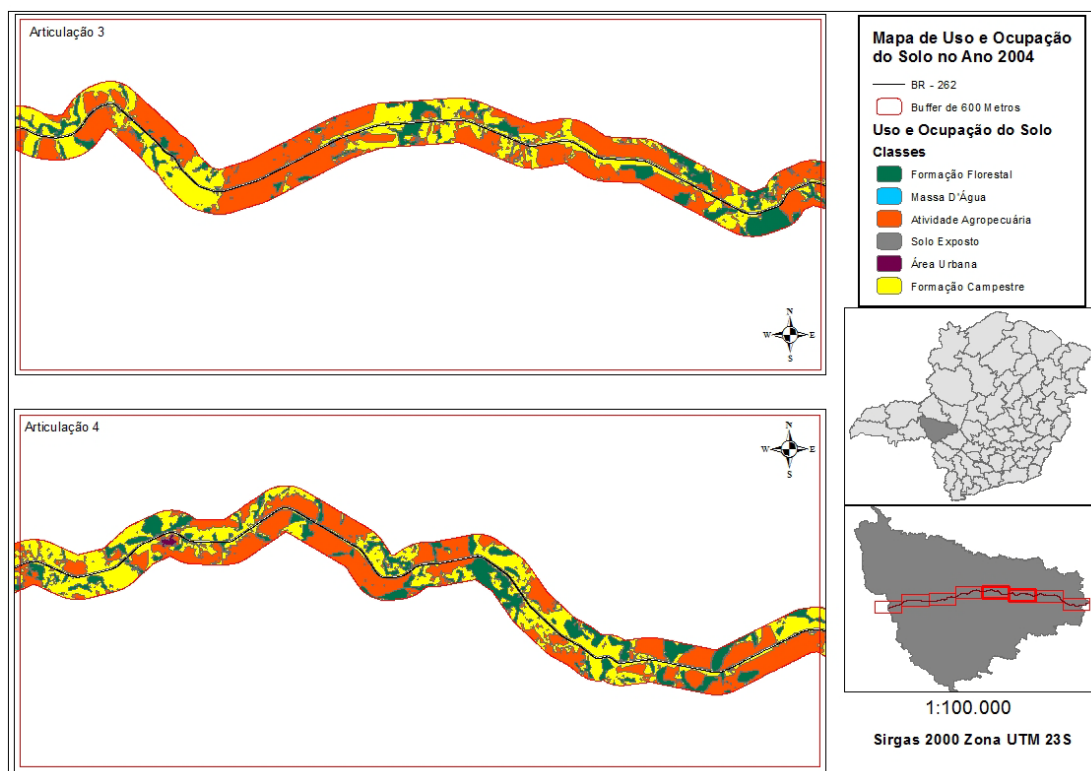 Articulação 3
N
W
E
S
Articulação 4
N
W
E
S
Mapa de Uso e Ocupação
do Solo no Ano 2004
BR - 262
Buffer de 600 Metros
Uso e Ocupação do Solo
Classes
Formação Florestal
Massa D'Água
Atividade Agropecuária
Solo Exposto
Área Urbana
Formação Campestre
1:100.000
Sirgas 2000 Zona UTM 23S